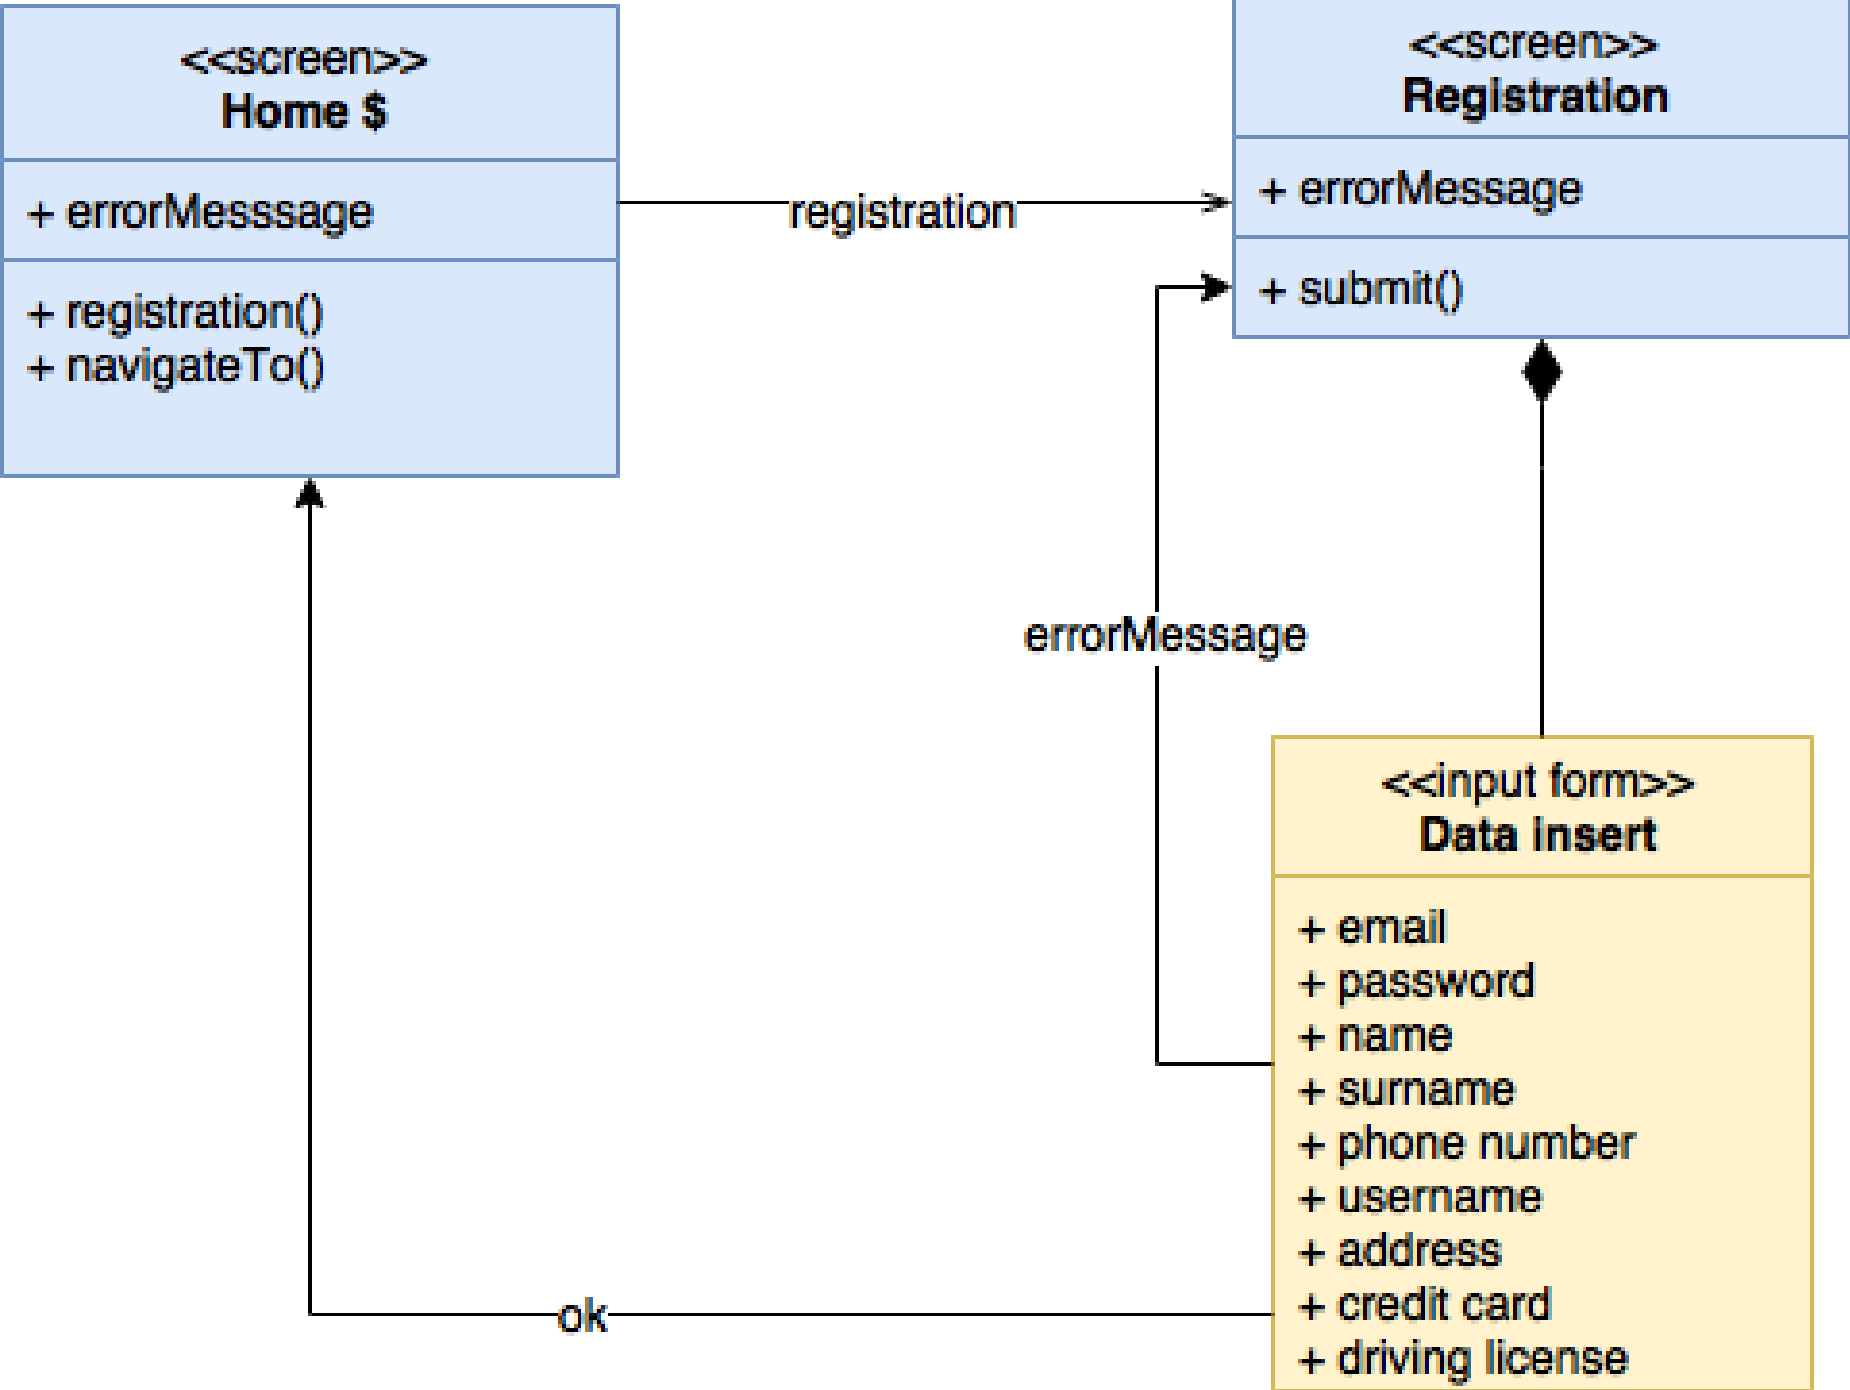 <<screen>>
Home $
+ errorMesssage
+ registration()
+ navigateTo()
registration
<<screen>>
Registration
+ errorMessage
+ submit()
errorMessage
<<input form>>
Data insert
+ email
+ password
+ name
+ surname
+ phone number
+ username
+ address
+ credit card
+ driving license
ok